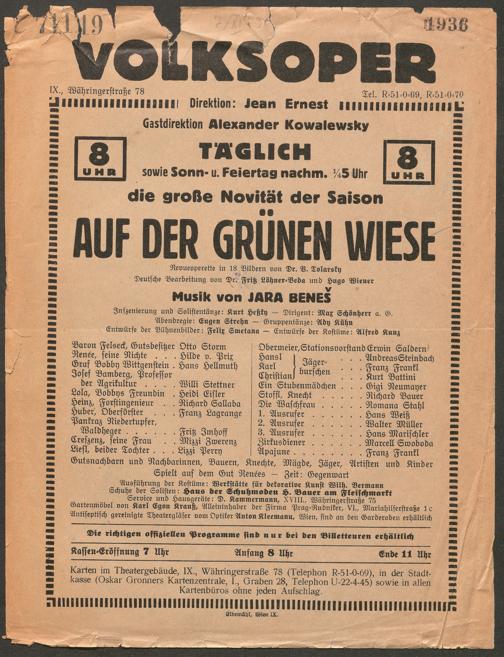 C 71119
1936
VOLKSOPER
IX., Währingerstraße 78
Tel. R-51-0-69, R-51-0-70
Direktion: Jean Ernest
Gastdirektion Alexander Kowalewsky
8 UHR
TÄGLICH
8 UHR
sowie Sonn- u. Feiertag nachm. ¼5 Uhr
die große Novität der Saison
AUF DER GRÜNEN WIESE
Revueoperette in 18 Bildern von Dr. V. Tolarsky
Deutsche Bearbeitung von Dr. Fritz Löhner-Beda und Hugo Wiener
Musik von JARA BENEŠ
Inszenierung und Solistentänze: Kurt Hesky — Dirigent: Max Schönherr a. G.
Abendregie: Eugen Strehn — Gruppentänze: Ady Kühn
Entwürfe der Bühnenbilder: Felix Smetana — Entwürfe der Kostüme: Alfred Kunz
Baron Felseck, Gutsbesitzer Otto Storm
Renée, seine Nichte . . . Hilde v. Prix
Graf Bobby Wittgenstein . Hans Hellmuth
Josef Bamberg, Professor
der Agrikultur . . . . Willi Stettner
Lola, Bobbys Freundin . Heidi Eisler
Heinz, Forstingenieur . . Richard Sallaba
Huber, Oberförster . . . Franz Lagrange
Pankraz Niedertupfer,
Waldheger . . . . Fritz Imhoff
Creszenz, seine Frau . . Mizzi Zwerenz
Liesl, beider Tochter . . Lizzi Perry
Obermeier, Stationsvorstand Erwin Saldern
Hansl . . . Andreas Steinbach
Karl } Jäger- . . . Franz Frankl
Christian burschen . . . Kurt Battini
Ein Stubenmädchen . . . Gigi Neumayer
Stoffl, Knecht . . . . Richard Bauer
Die Waschfrau . . . . Romana Stahl
1. Ausrufer . . . . Hans Weiß
2. Ausrufer . . . . Walter Müller
3. Ausrufer . . . . Hans Marischler
Zirkusdiener . . . . Marcell Swoboda
Apajune . . . . Franz Frankl
Gutsnachbarn und Nachbarinnen, Bauern, Knechte, Mägde, Jäger, Artisten und Kinder
Spielt auf dem Gut Renées — Zeit: Gegenwart
Ausführung der Kostüme: Werkstätte für dekorative Kunst Wilh. Bermann
Schuhe der Solisten: Haus der Schuhmoden H. Bauer am Fleischmarkt
Service und Hausgeräte: D. Kemmermann, XVIII., Währingerstraße 75
Gartenmöbel von Karl Egon Krautz, Alleininhaber der Firma Prag-Rudniker, VI., Mariahilferstraße 1 c
Antiseptisch gereinigte Theatergläser vom Optiker Anton Klermann, Wien, sind an den Garderoben erhältlich
Die richtigen offiziellen Programme sind nur bei den Billetteuren erhältlich
Kassen-Eröffnung 7 Uhr
Anfang 8 Uhr
Ende 11 Uhr
Karten im Theatergebäude, IX., Währingerstraße 78 (Telephon R-51-0-69), in der Stadt-
kasse (Oskar Gronners Kartenzentrale, I., Graben 28, Telephon U-22-4-45) sowie in allen
Kartenbüros ohne jeden Aufschlag.
Elbemühl, Wien IX.